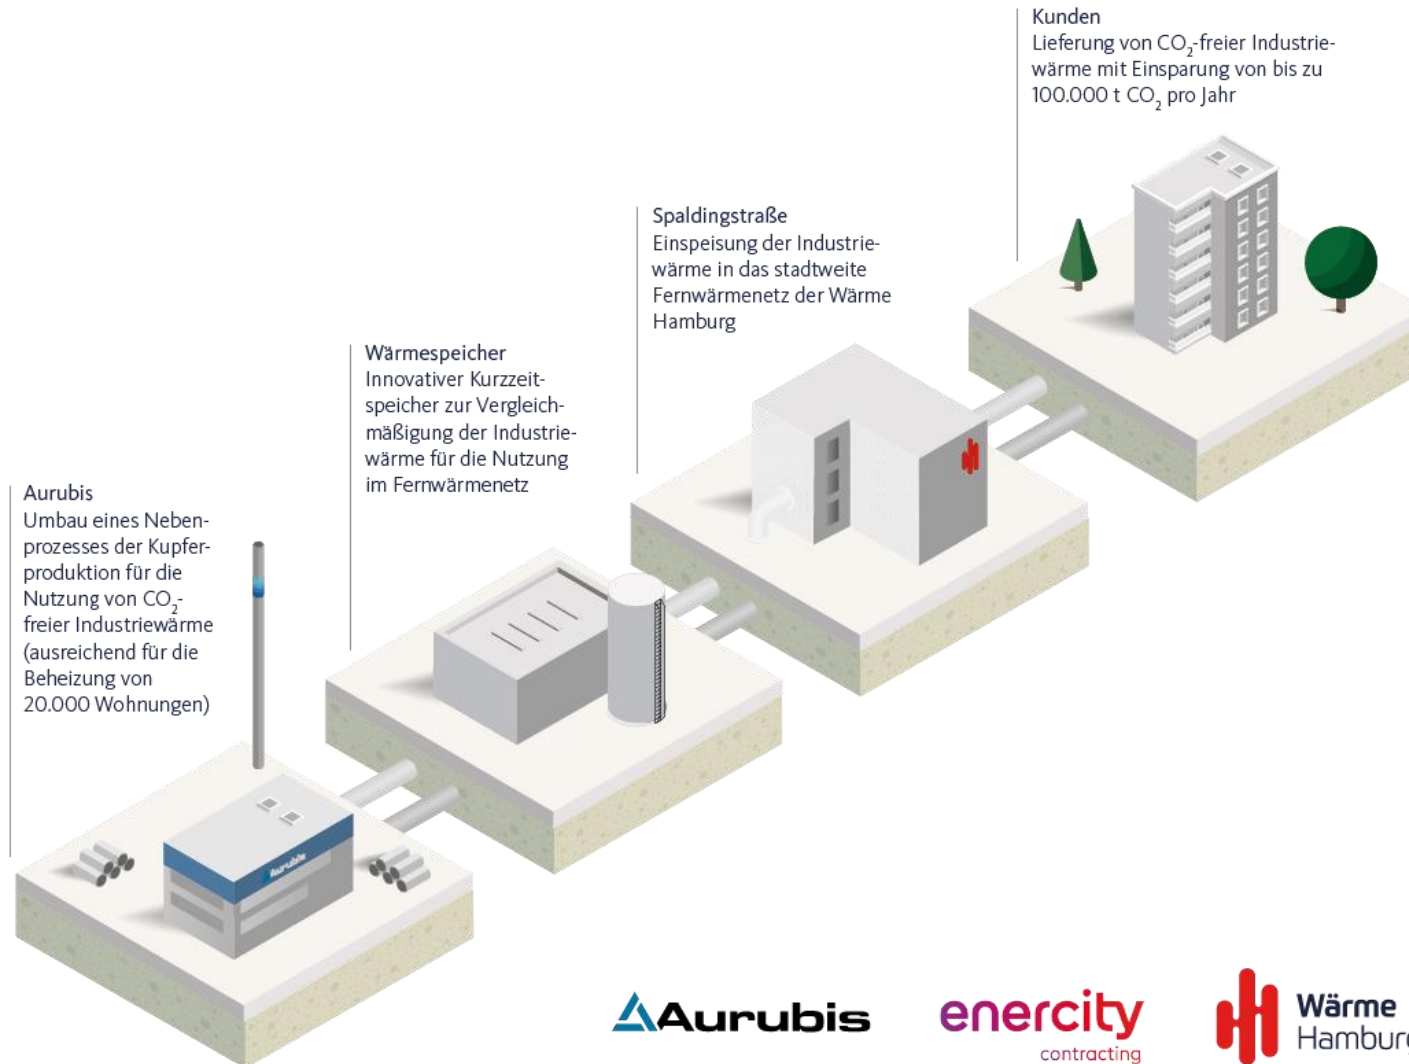 Kunden
Lieferung von CO₂-freier Industrie-
wärme mit Einsparung von bis zu
100.000 t CO₂ pro Jahr
Spaldingstraße
Einspeisung der Industrie-
wärme in das stadtweite
Fernwärmenetz der Wärme
Hamburg
Wärmespeicher
Innovativer Kurzzeit-
speicher zur Vergleich-
mäßigung der Industrie-
wärme für die Nutzung
im Fernwärmenetz
Aurubis
Umbau eines Neben-
prozesses der Kupfer-
produktion für die
Nutzung von CO₂-
freier Industriewärme
(ausreichend für die
Beheizung von
20.000 Wohnungen)
Aurubis
Aurubis
enercity
contracting
Wärme
Hamburg